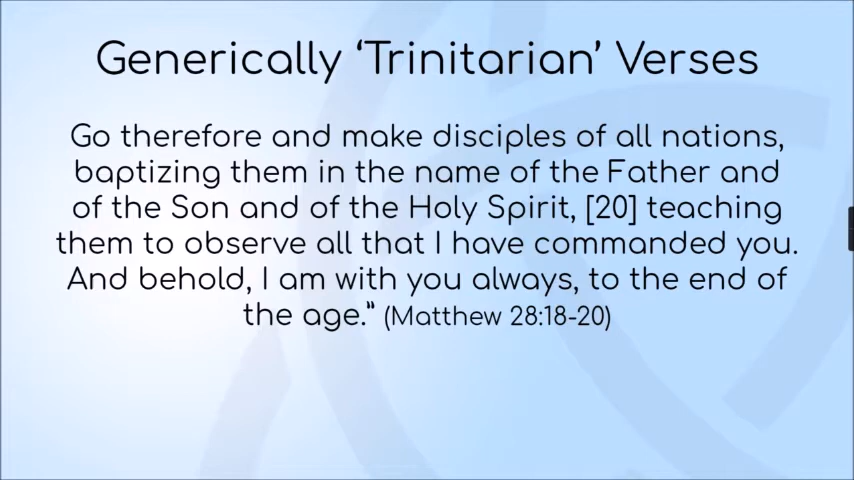 Generically ‘Trinitarian’ Verses
Go therefore and make disciples of all nations,
baptizing them in the name of the Father and
of the Son and of the Holy Spirit, [20] teaching
them to observe all that I have commanded you.
And behold, I am with you always, to the end of
the age.” (Matthew 28:18-20)